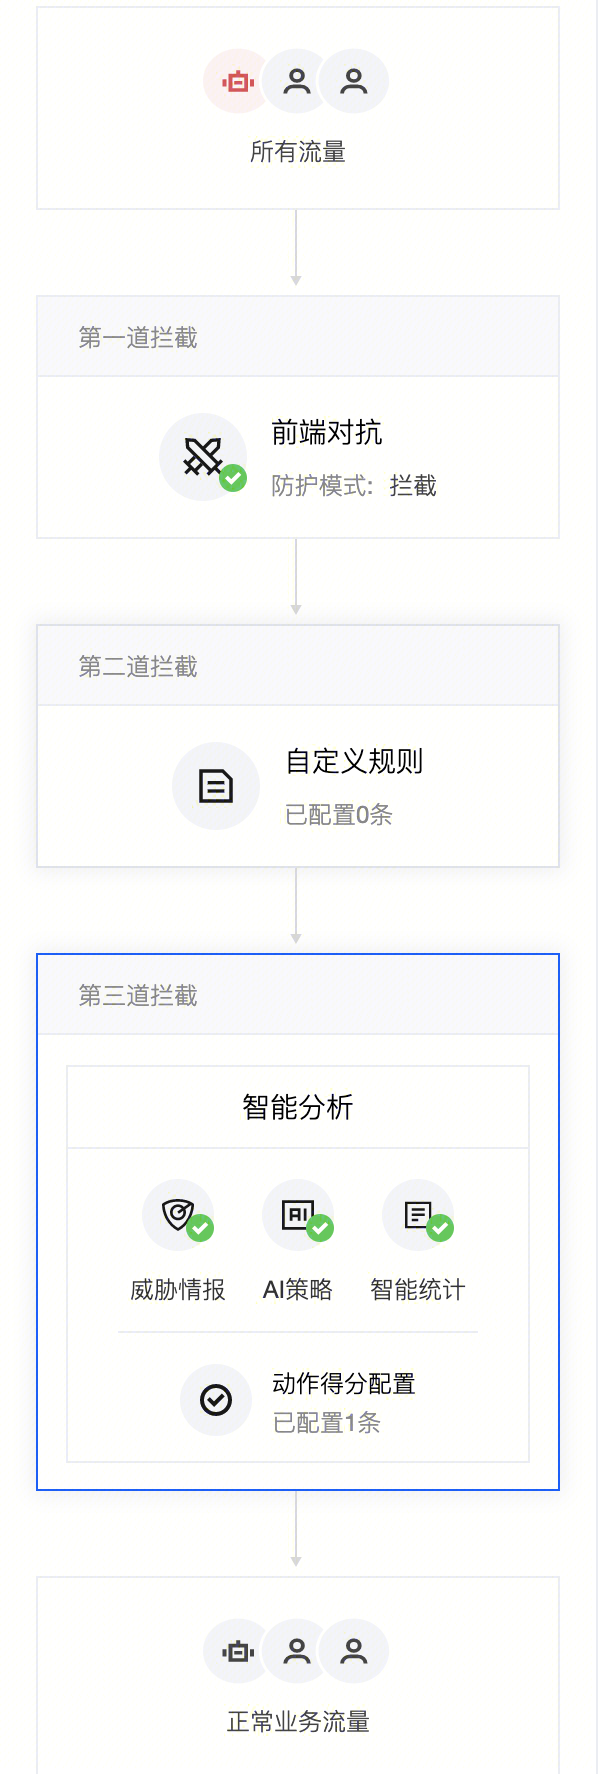 所有流量
第一道拦截
前端对抗
防护模式: 拦截
第二道拦截
自定义规则
已配置0条
第三道拦截
智能分析
AI
威胁情报 AI策略 智能统计
动作得分配置
已配置1条
正常业务流量